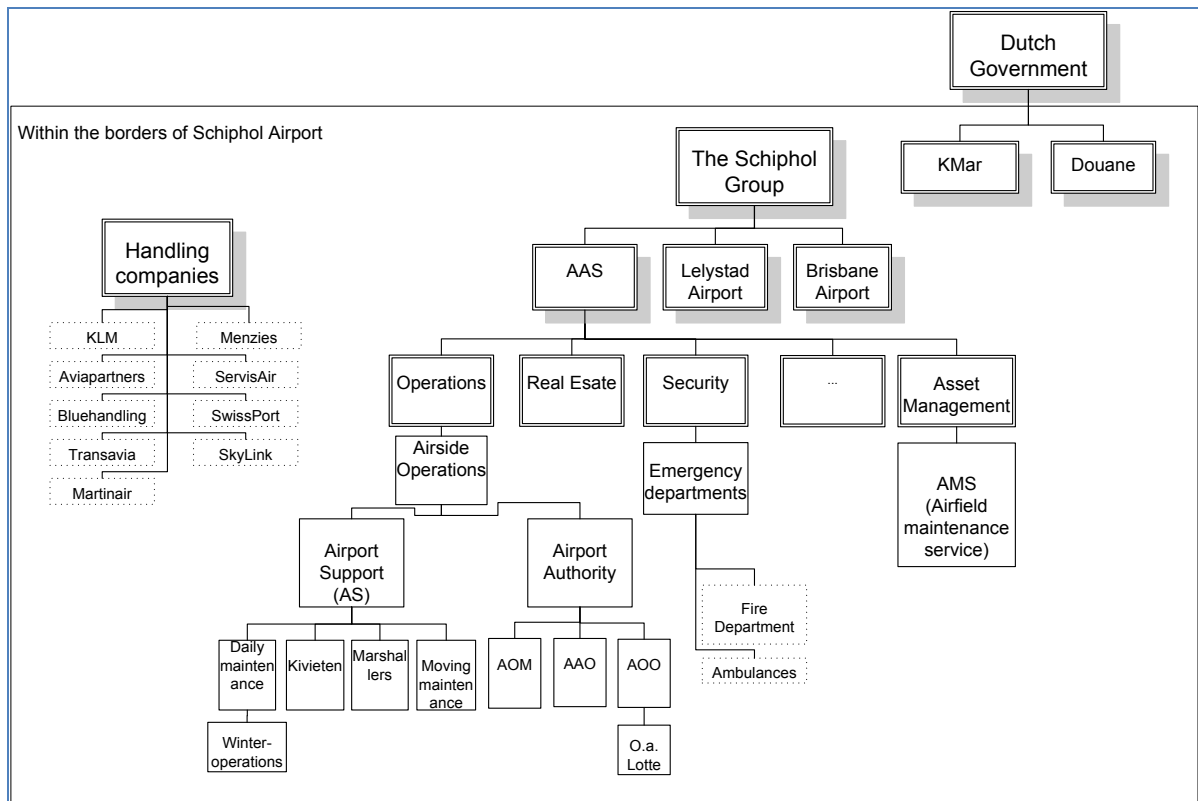 Dutch
Government
Within the borders of Schiphol Airport
The Schiphol
Group
KMar
Douane
Handling
companies
AAS
Lelystad
Airport
Brisbane
Airport
KLM
Menzies
Aviapartners
ServisAir
Bluehandling
SwissPort
Transavia
SkyLink
Martinair
Operations
Real Esate
Security
...
Asset
Management
Airside
Operations
Emergency
departments
AMS
(Airfield
maintenance
service)
Airport
Support
(AS)
Airport
Authority
Fire
Department
Ambulances
Daily
mainten
ance
Kivieten
Marshal
lers
Moving
mainten
ance
AOM
AAO
AOO
Winter-
operations
O.a.
Lotte